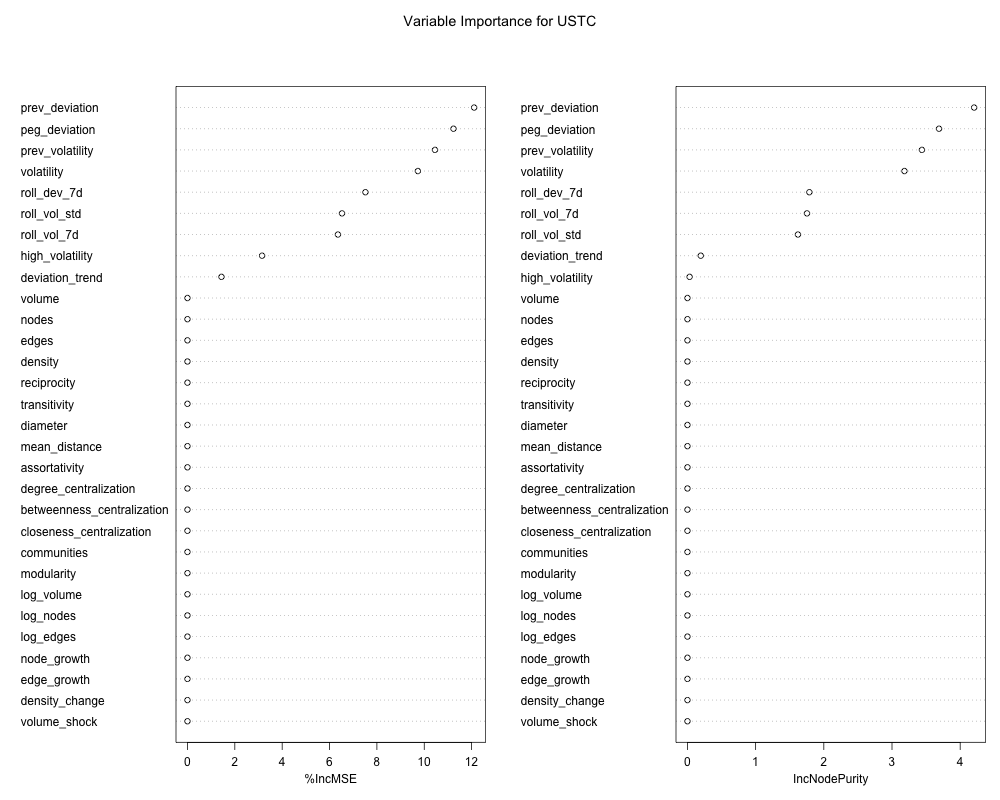 Variable Importance for USTC
prev_deviation
peg_deviation
prev_volatility
volatility
roll_dev_7d
roll_vol_std
roll_vol_7d
high_volatility
deviation_trend
volume
nodes
edges
density
reciprocity
transitivity
diameter
mean_distance
assortativity
degree_centralization
betweenness_centralization
closeness_centralization
communities
modularity
log_volume
log_nodes
log_edges
node_growth
edge_growth
density_change
volume_shock
0 2 4 6 8 10 12
%IncMSE
prev_deviation
peg_deviation
prev_volatility
volatility
roll_dev_7d
roll_vol_7d
roll_vol_std
deviation_trend
high_volatility
volume
nodes
edges
density
reciprocity
transitivity
diameter
mean_distance
assortativity
degree_centralization
betweenness_centralization
closeness_centralization
communities
modularity
log_volume
log_nodes
log_edges
node_growth
edge_growth
density_change
volume_shock
0 1 2 3 4
IncNodePurity